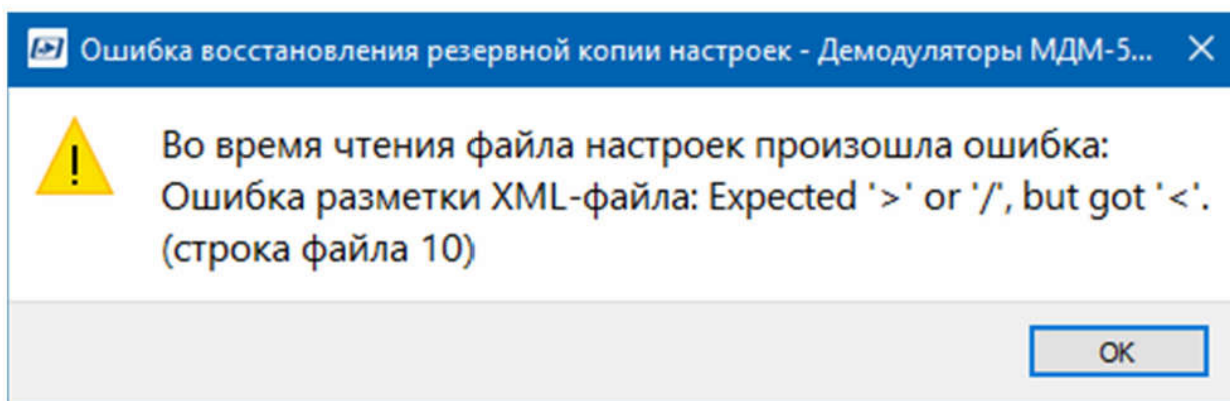 Ошибка восстановления резервной копии настроек - Демодуляторы МДМ-5...
Во время чтения файла настроек произошла ошибка:
Ошибка разметки XML-файла: Expected '>' or '/', but got '<'.
(строка файла 10)
OK